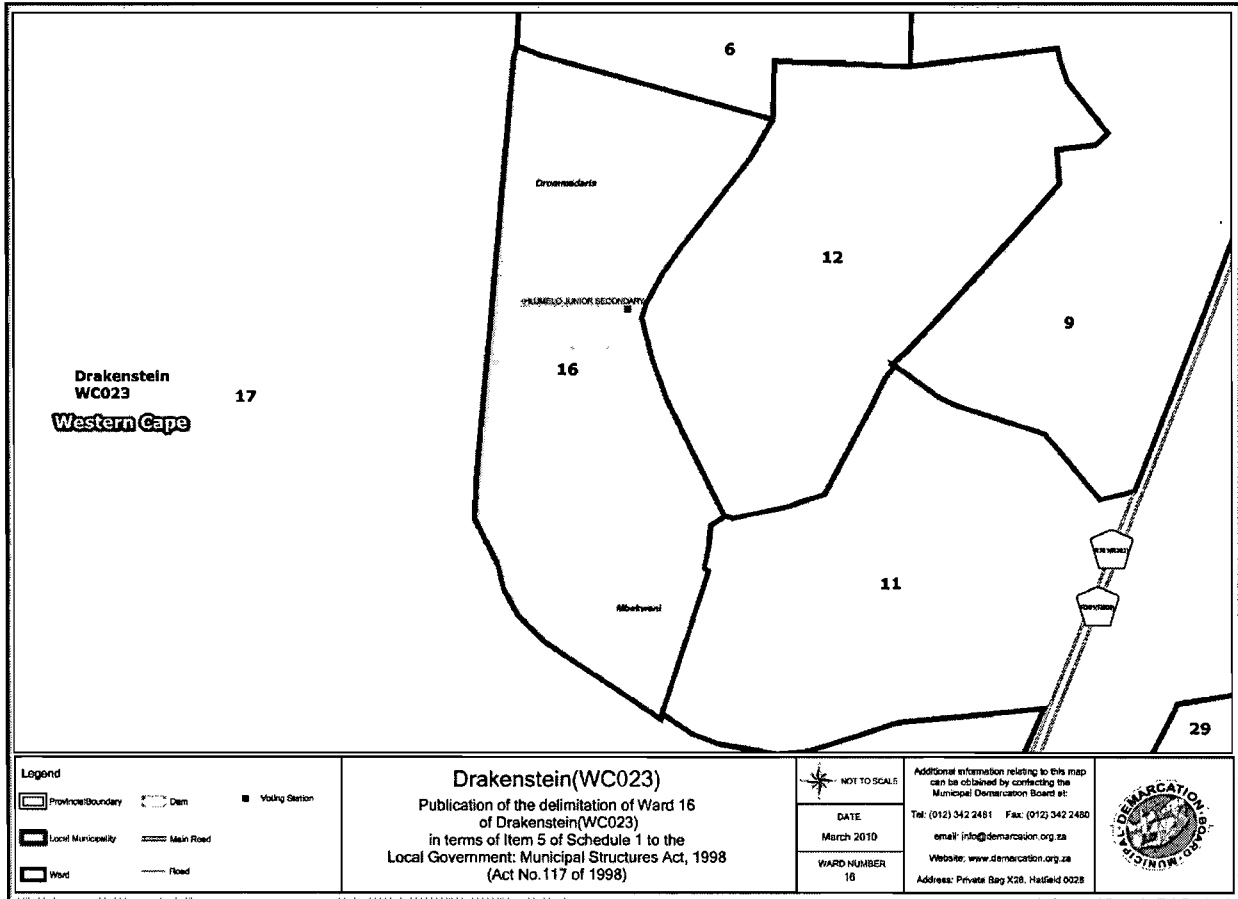 6
Drommedaris
12
HLUMELO JUNIOR SECONDARY
9
16
Drakenstein
WC023
17
Western Cape
11
Mbekweni
29
Legend
Provincial Boundary
Dam
Voting Station
Local Municipality
Main Road
Ward
Road
Drakenstein(WC023)
Publication of the delimitation of Ward 16
of Drakenstein(WC023)
in terms of Item 5 of Schedule 1 to the
Local Government: Municipal Structures Act, 1998
(Act No.117 of 1998)
NOT TO SCALE
DATE
March 2010
WARD NUMBER
16
Additional information relating to this map
can be obtained by contacting the
Municipal Demarcation Board at:
Tel: (012) 342 2481 Fax: (012) 342 2480
email: info@demarcation.org.za
Website: www.demarcation.org.za
Address: Private Bag X28, Hatfield 0028
MUNICIPAL DEMARCATION BOARD